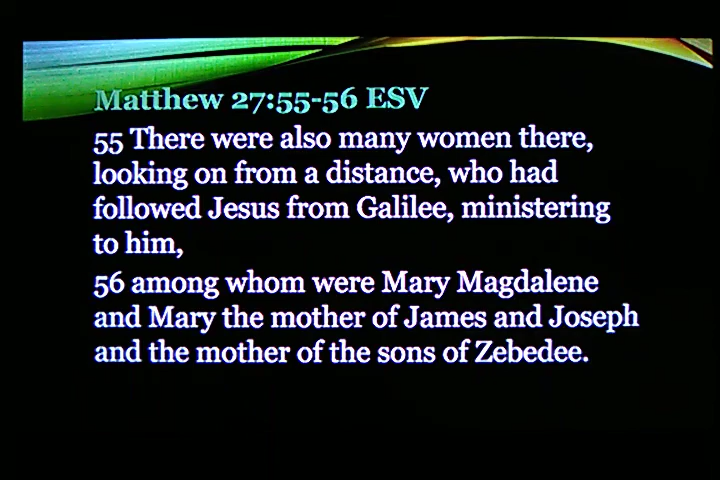 Matthew 27:55-56 ESV
55 There were also many women there,
looking on from a distance, who had
followed Jesus from Galilee, ministering
to him,
56 among whom were Mary Magdalene
and Mary the mother of James and Joseph
and the mother of the sons of Zebedee.